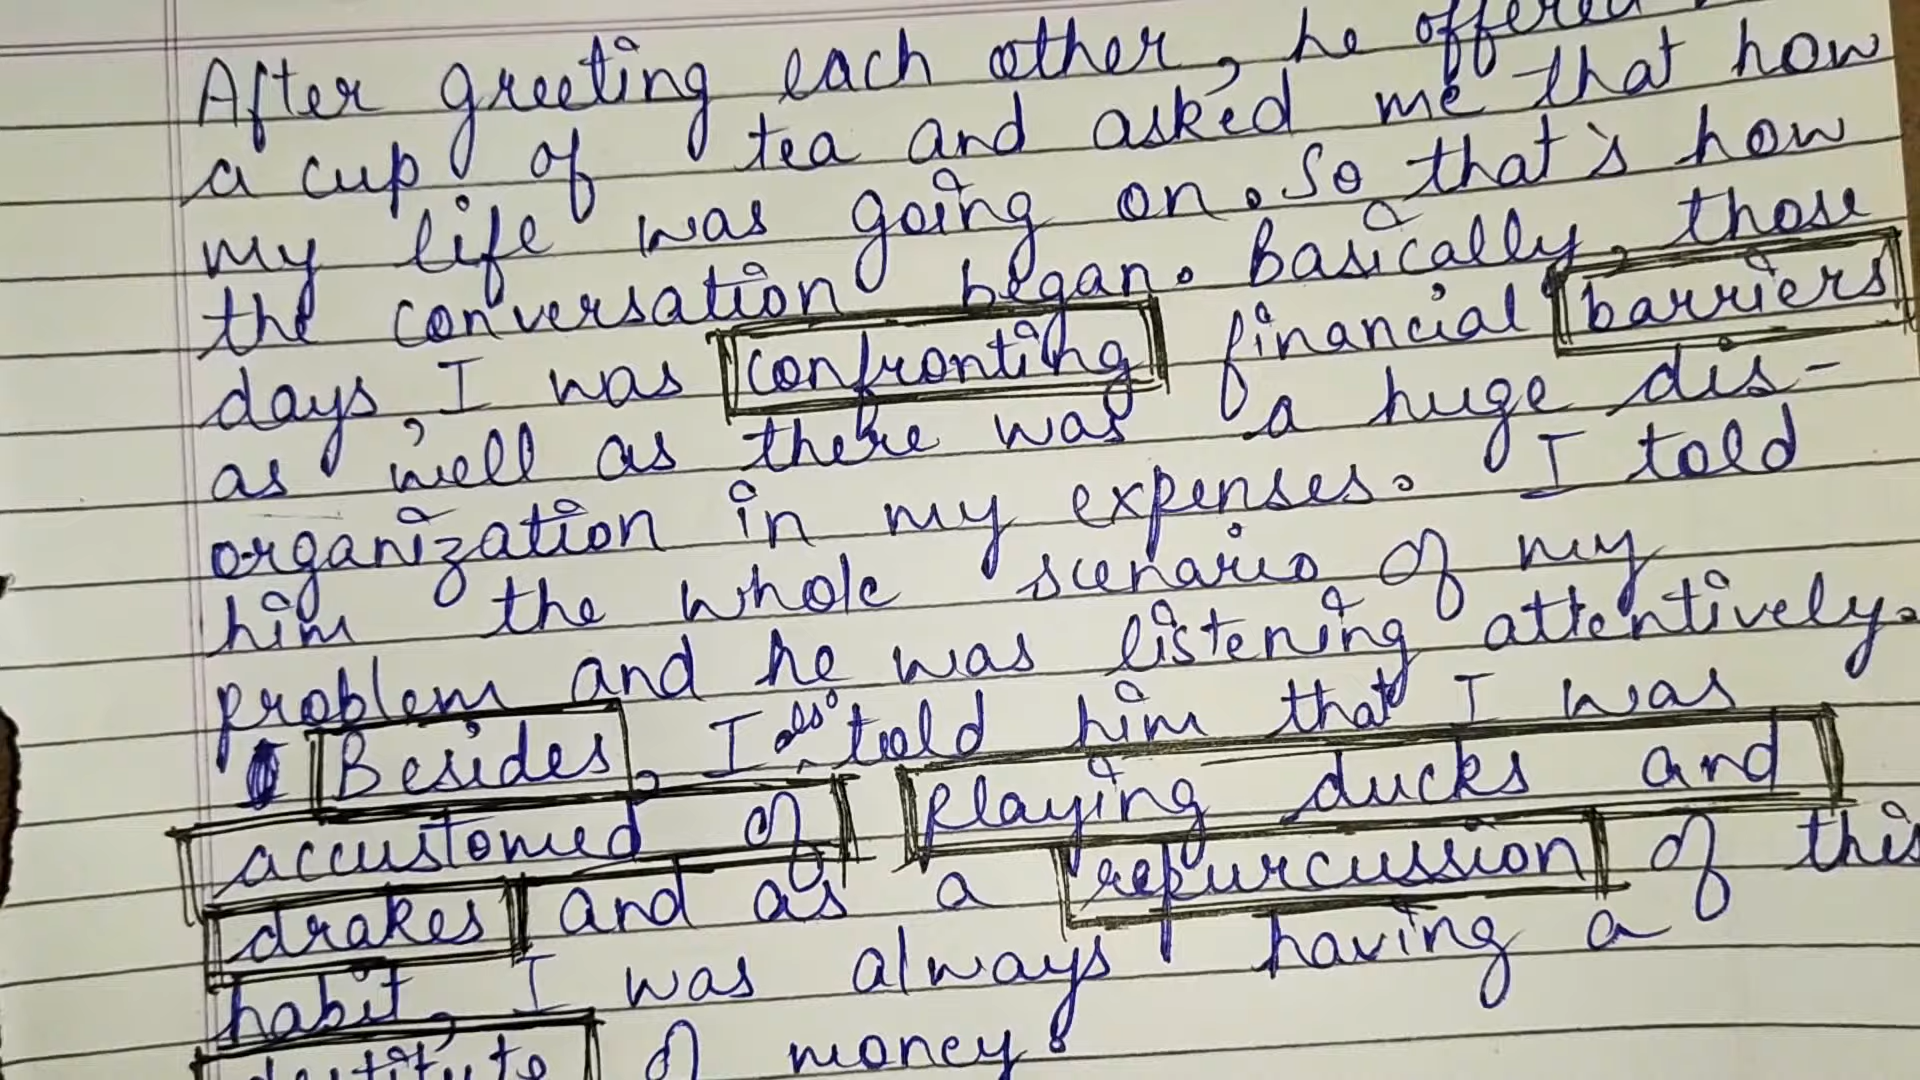 After greeting each other, he offered
a cup of tea and asked me that how
my life was going on. So that's how
the conversation began. Basically, those
days, I was confronting financial barriers
as well as there was a huge dis-
organization in my expenses. I told
him the whole scenario of my
problem and he was listening attentively.
Besides, I also told him that I was
accustomed of playing ducks and
drakes and as a repurcussion of this
habit, I was always having a
destitute of money.